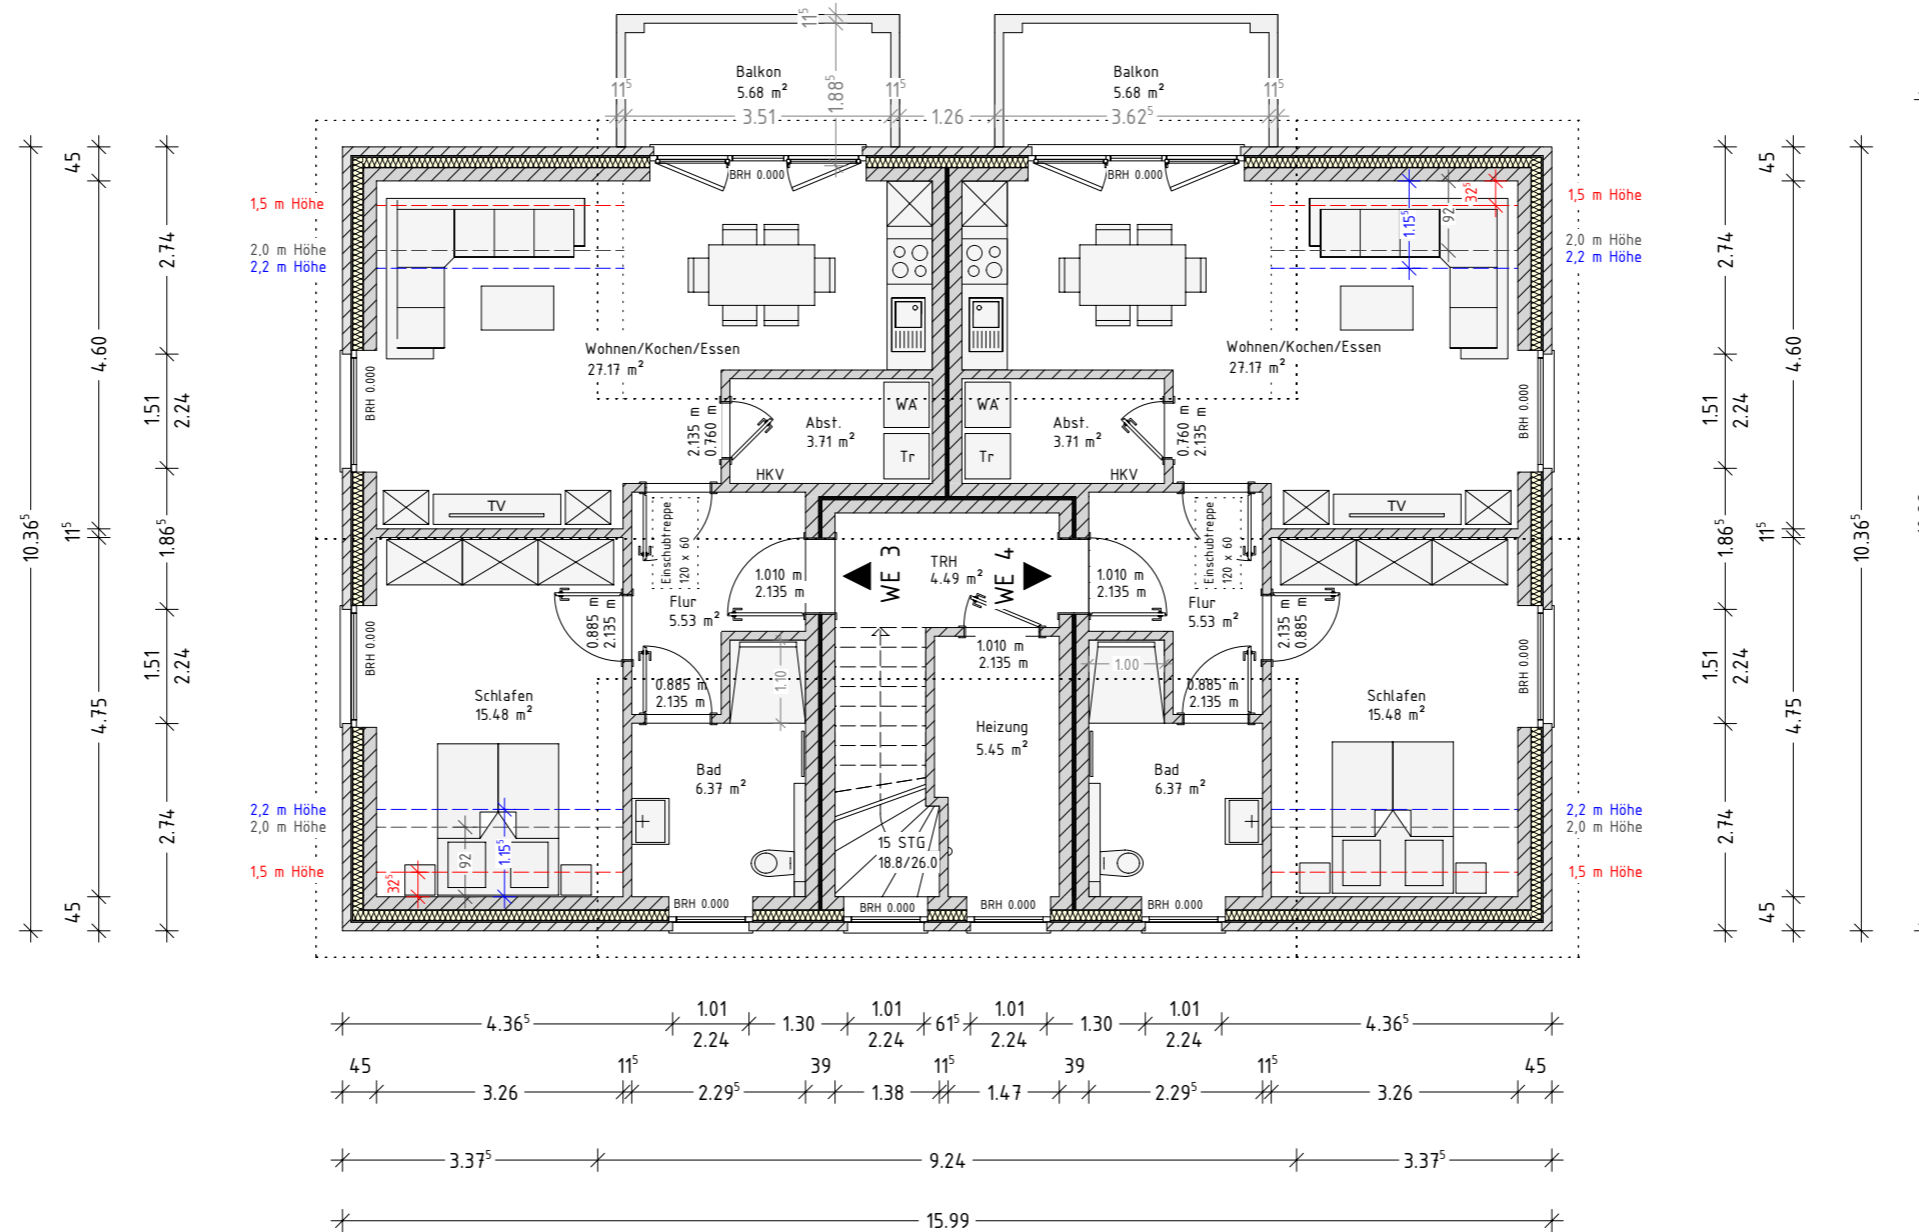 11⁵
Balkon
5.68 m²
Balkon
5.68 m²
11⁵
1.88⁵
11⁵
11⁵
3.51
1.26
3.62⁵
BRH 0.000
BRH 0.000
45
45
1,5 m Höhe
2,0 m Höhe
2,2 m Höhe
32⁵
92
1.15⁵
1,5 m Höhe
2,0 m Höhe
2,2 m Höhe
2.74
2.74
Wohnen/Kochen/Essen
27.17 m²
Wohnen/Kochen/Essen
27.17 m²
4.60
4.60
BRH 0.000
BRH 0.000
1.51
2.24
1.51
2.24
2.135 m
0.760 m
Abst.
3.71 m²
WA
Tr
WA
Tr
Abst.
3.71 m²
0.760 m
2.135 m
HKV
HKV
TV
TV
10.36⁵
11⁵
1.86⁵
1.86⁵
11⁵
10.36⁵
Einschubtreppe
120 x 60
Einschubtreppe
120 x 60
1.010 m
2.135 m
WE 3
TRH
4.49 m²
WE 4
1.010 m
2.135 m
Flur
5.53 m²
Flur
5.53 m²
0.885 m
2.135 m
2.135 m
0.885 m
BRH 0.000
BRH 0.000
1.51
2.24
1.51
2.24
1.010 m
2.135 m
1.00
1.10
0.885 m
2.135 m
0.885 m
2.135 m
Schlafen
15.48 m²
Schlafen
15.48 m²
4.75
4.75
Heizung
5.45 m²
Bad
6.37 m²
Bad
6.37 m²
2,2 m Höhe
2,0 m Höhe
1,5 m Höhe
32⁵
92
1.15⁵
2,2 m Höhe
2,0 m Höhe
1,5 m Höhe
2.74
2.74
15 STG
18.8/26.0
BRH 0.000
BRH 0.000
BRH 0.000
BRH 0.000
45
45
4.36⁵
1.01
2.24
1.30
1.01
2.24
61⁵
1.01
2.24
1.30
1.01
2.24
4.36⁵
45
3.26
11⁵
2.29⁵
39
1.38
11⁵
1.47
39
2.29⁵
11⁵
3.26
45
3.37⁵
9.24
3.37⁵
15.99